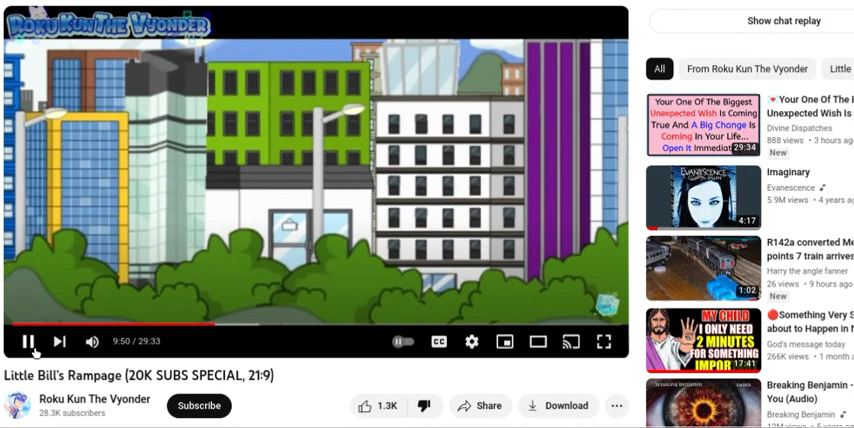 ROKU KUN THE VYONDER
9:50 / 29:33
CC
Little Bill's Rampage (20K SUBS SPECIAL, 21:9)
Roku Kun The Vyonder
28.3K subscribers
Subscribe
1.3K
Share
Download
Show chat replay
All
From Roku Kun The Vyonder
Little
Your One Of The Biggest
Unexpected Wish Is Coming
True And A Big Change Is
Coming In Your Life...
Open It Immediat
29:34
Your One Of The
Unexpected Wish Is
Divine Dispatches
888 views • 3 hours ag
New
EVANESCENCE
4:17
Imaginary
Evanescence
5.9M views • 4 years a
1:02
R142a converted Me
points 7 train arrives
Harry the angle fanner
26 views • 9 hours ago
New
MY CHILD
I ONLY NEED
2 MINUTES
FOR SOMETHING
IMPOR
17:41
Something Very S
about to Happen in
God's message today
266K views • 1 month
BREAKING BENJAMIN
Breaking Benjamin -
You (Audio)
Breaking Benjamin